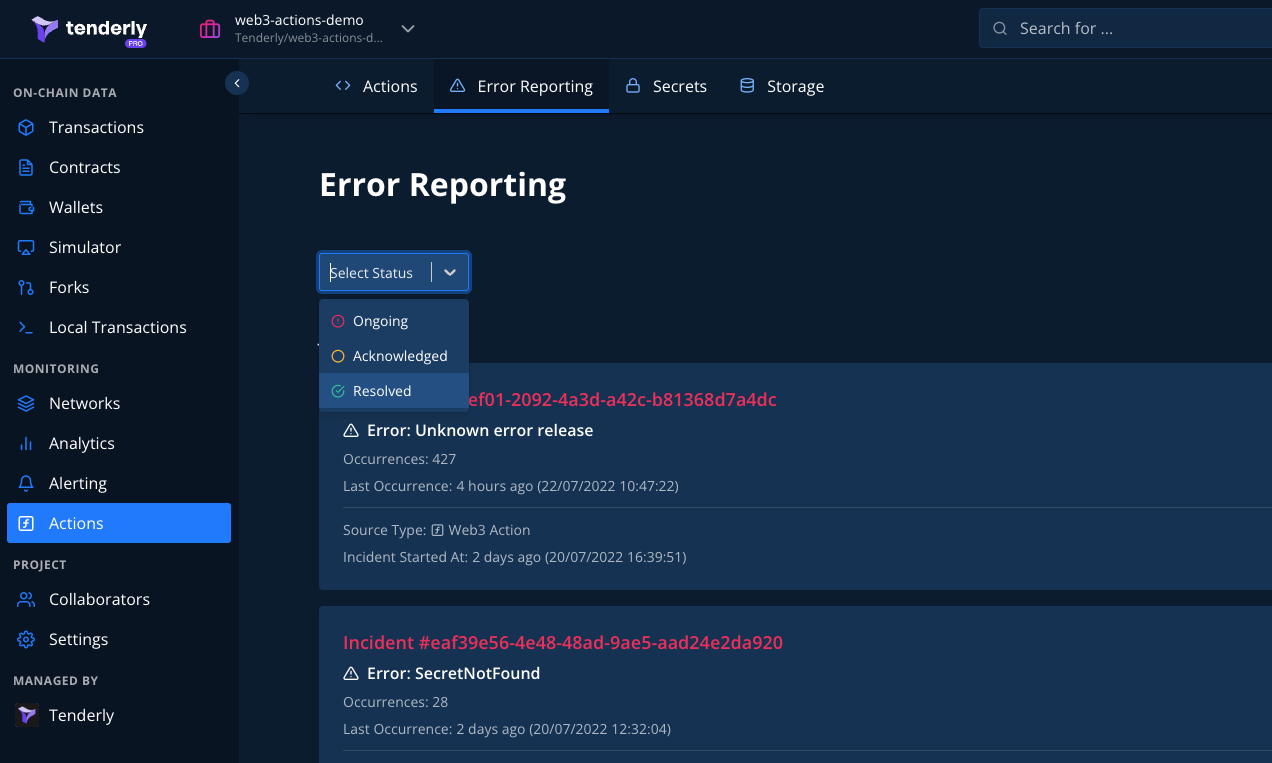 tenderly
PRO
web3-actions-demo
Tenderly/web3-actions-d...
Search for ...
ON-CHAIN DATA
Transactions
Contracts
Wallets
Simulator
Forks
Local Transactions
MONITORING
Networks
Analytics
Alerting
Actions
PROJECT
Collaborators
Settings
MANAGED BY
Tenderly
Actions
Error Reporting
Secrets
Storage
Error Reporting
Select Status
Ongoing
Acknowledged
Resolved
ef01-2092-4a3d-a42c-b81368d7a4dc
Error: Unknown error release
Occurrences: 427
Last Occurrence: 4 hours ago (22/07/2022 10:47:22)
Source Type: Web3 Action
Incident Started At: 2 days ago (20/07/2022 16:39:51)
Incident #eaf39e56-4e48-48ad-9ae5-aad24e2da920
Error: SecretNotFound
Occurrences: 28
Last Occurrence: 2 days ago (20/07/2022 12:32:04)